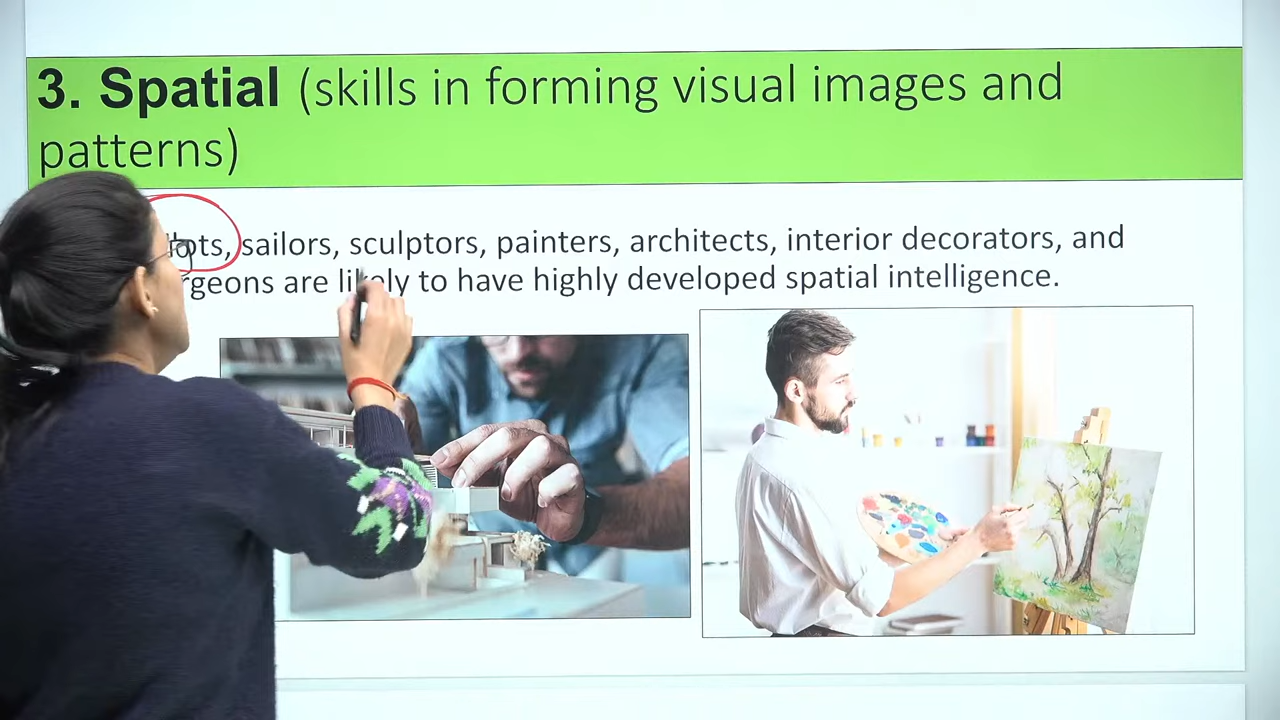 3. Spatial (skills in forming visual images and
patterns)
sailors, sculptors, painters, architects, interior decorators, and
are likely to have highly developed spatial intelligence.